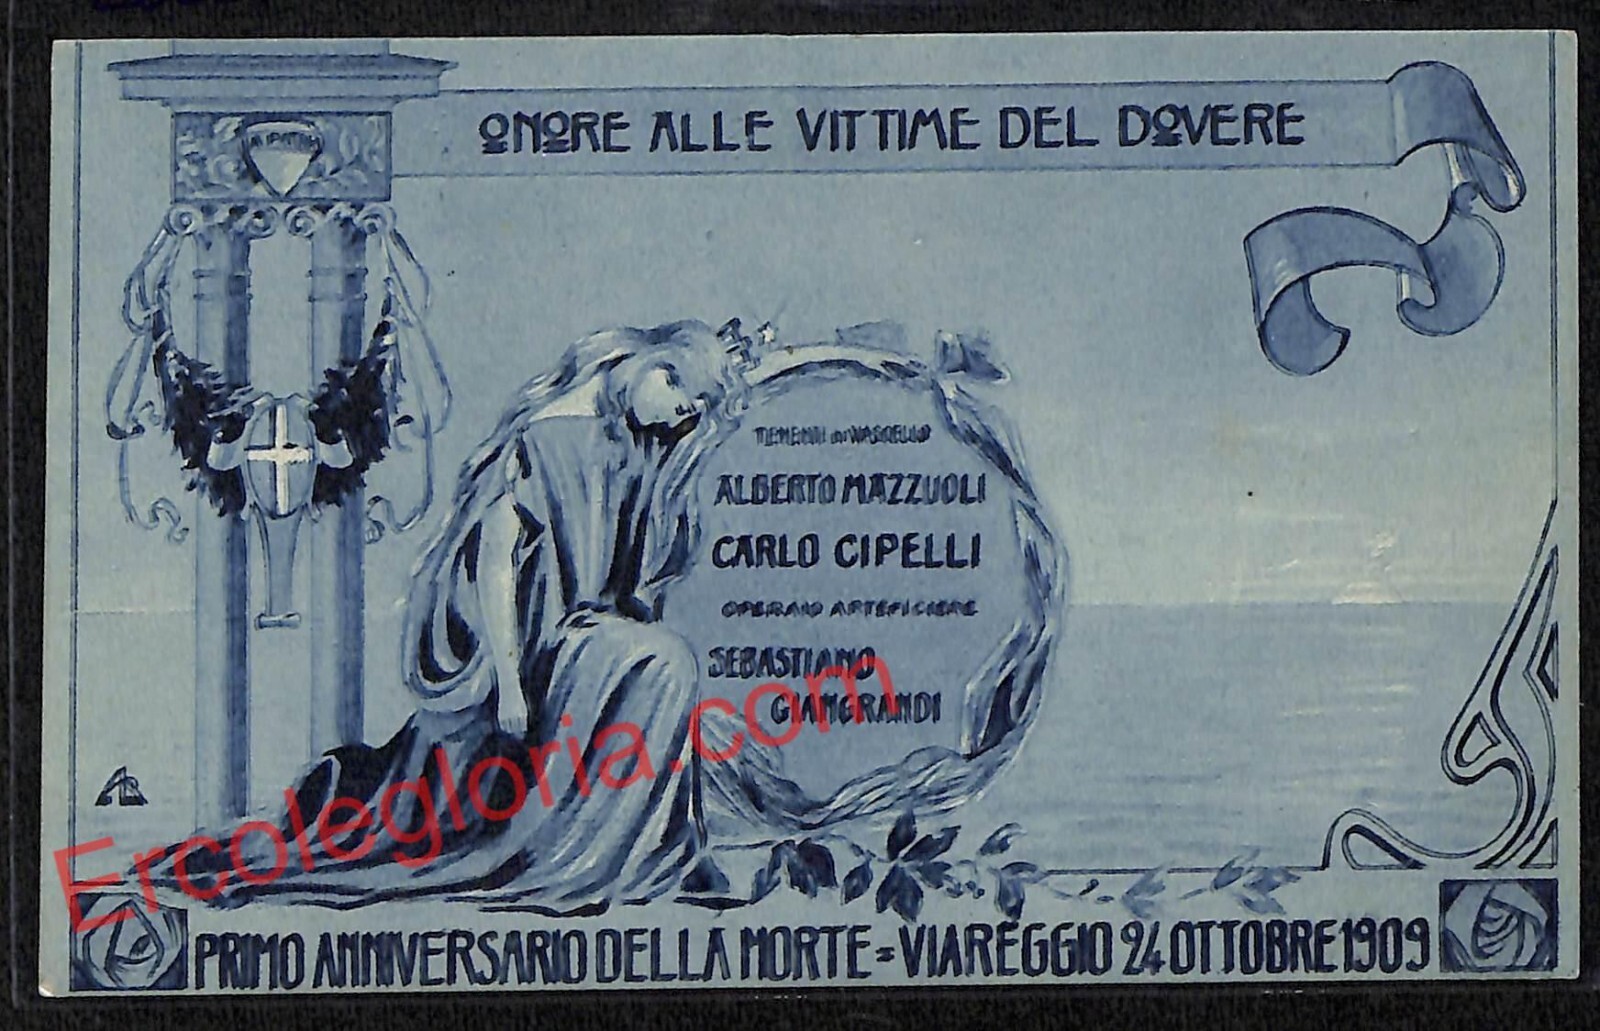 ONORE ALLE VITTIME DEL DOVERE
TENENTI DI VASCELLO
ALBERTO MAZZUOLI
CARLO CIPELLI
OPERAIO ARTEFICIERE
SEBASTIANO
GIANGRANDI
AB
Ercolegloria.com
PRIMO ANNIVERSARIO DELLA MORTE = VIAREGGIO 24 OTTOBRE 1909